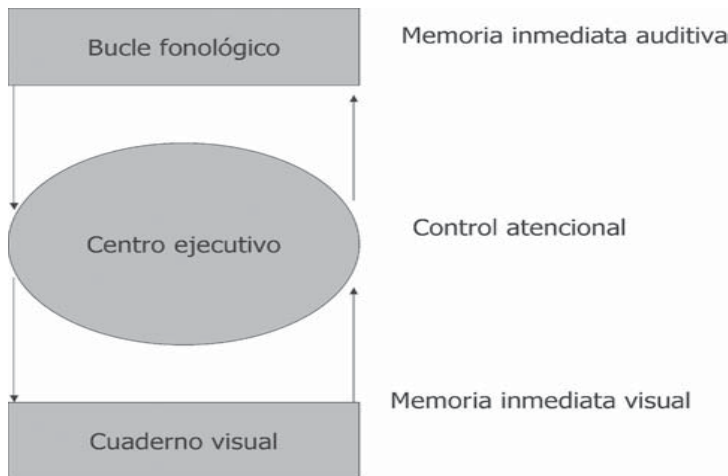 Bucle fonológico
Memoria inmediata auditiva
Centro ejecutivo
Control atencional
Memoria inmediata visual
Cuaderno visual